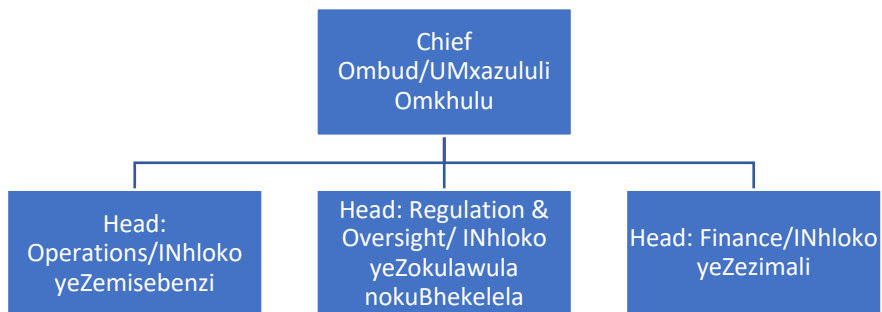 Chief
Ombud/UMxazululi
Omkhulu
Head:
Operations/INhloko
yeZemisebenzi
Head: Regulation &
Oversight/ INhloko
yeZokulawula
nokuBhekelela
Head: Finance/INhloko
yeZezimali